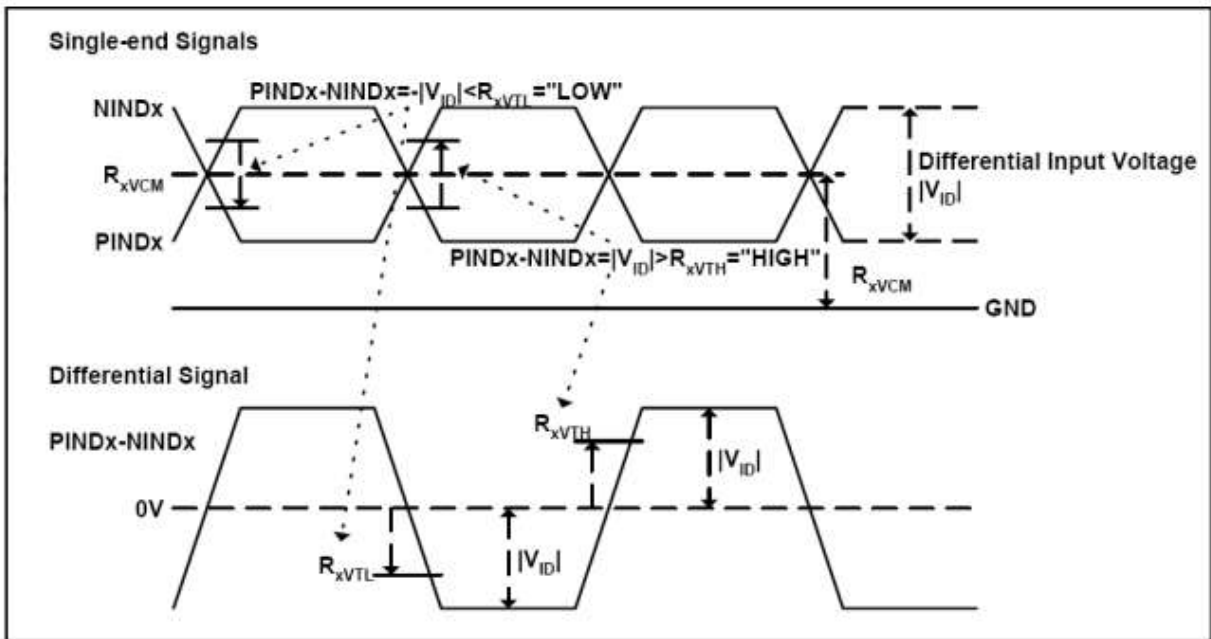 Single-end Signals
PINDx-NINDx=-|VID|<RxVTL="LOW"
NINDx
RxVCM
PINDx
Differential Input Voltage
|VID|
PINDx-NINDx=|VID|>RxVTH="HIGH"
RxVCM
GND
Differential Signal
PINDx-NINDx
RxVTH
|VID|
0V
RxVTL
|VID|